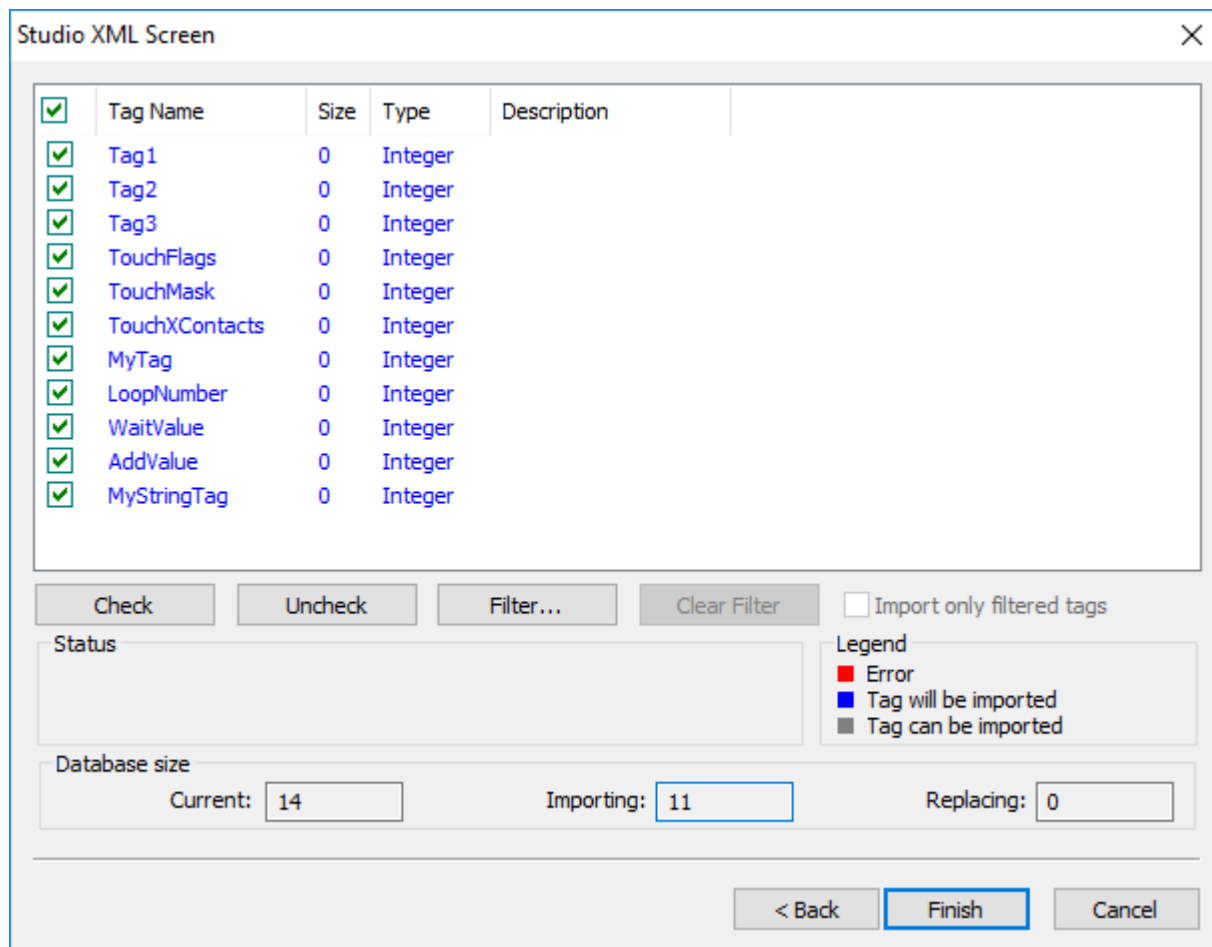 Studio XML Screen
Tag Name Size Type Description
Tag1 0 Integer
Tag2 0 Integer
Tag3 0 Integer
TouchFlags 0 Integer
TouchMask 0 Integer
TouchXContacts 0 Integer
MyTag 0 Integer
LoopNumber 0 Integer
WaitValue 0 Integer
AddValue 0 Integer
MyStringTag 0 Integer
Check Uncheck Filter... Clear Filter Import only filtered tags
Status
Legend
Error
Tag will be imported
Tag can be imported
Database size
Current: 14 Importing: 11 Replacing: 0
< Back Finish Cancel